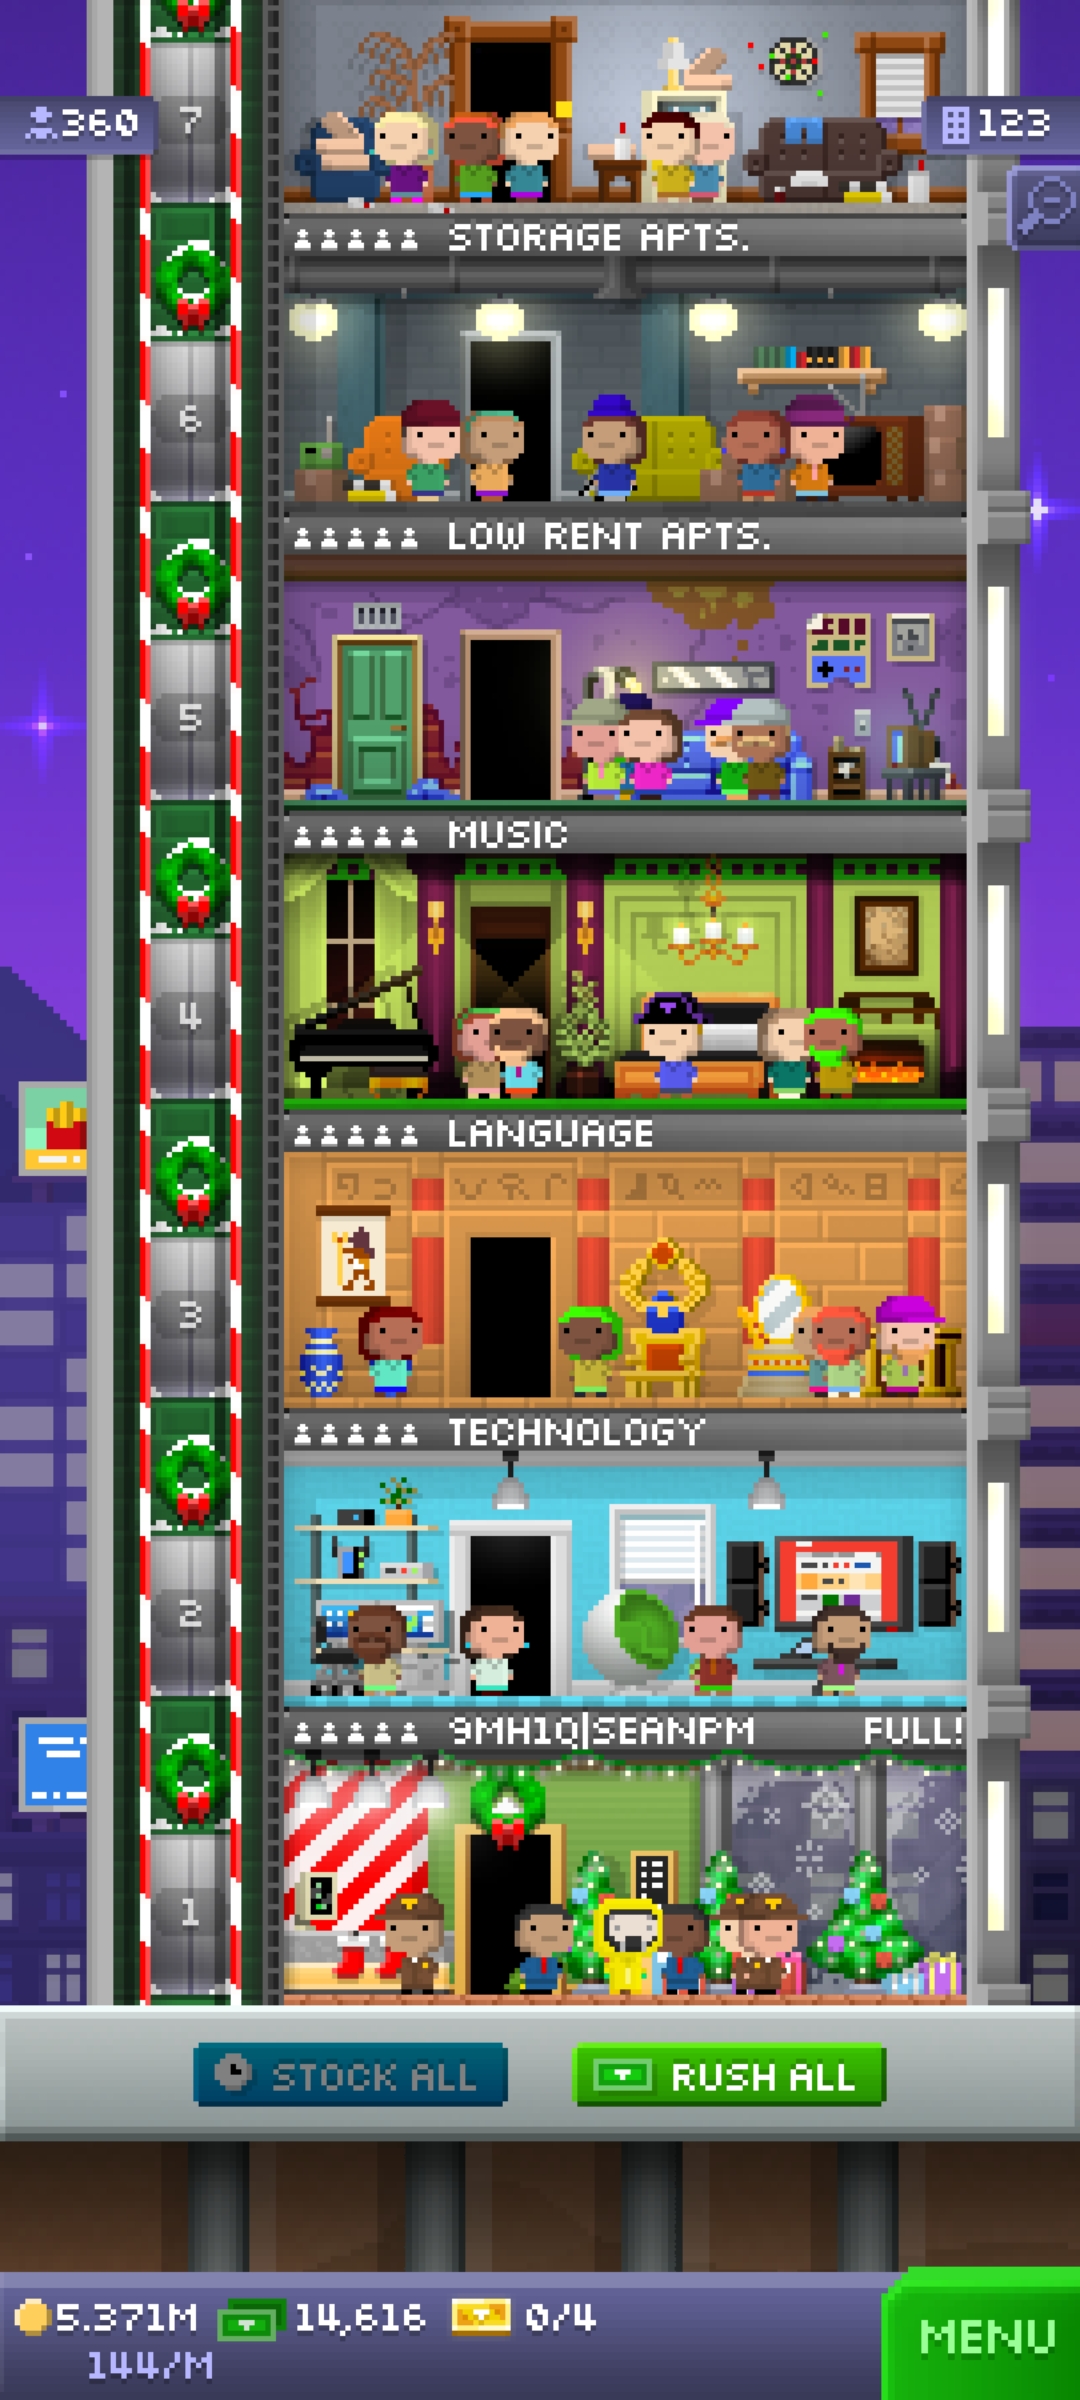 7
360
123
STORAGE APTS.
6
LOW RENT APTS.
5
MUSIC
4
LANGUAGE
3
TECHNOLOGY
2
9MH1Q|SEANPM FULL!
1
STOCK ALL
RUSH ALL
5.371M 14,616 0/4
144/M
MENU